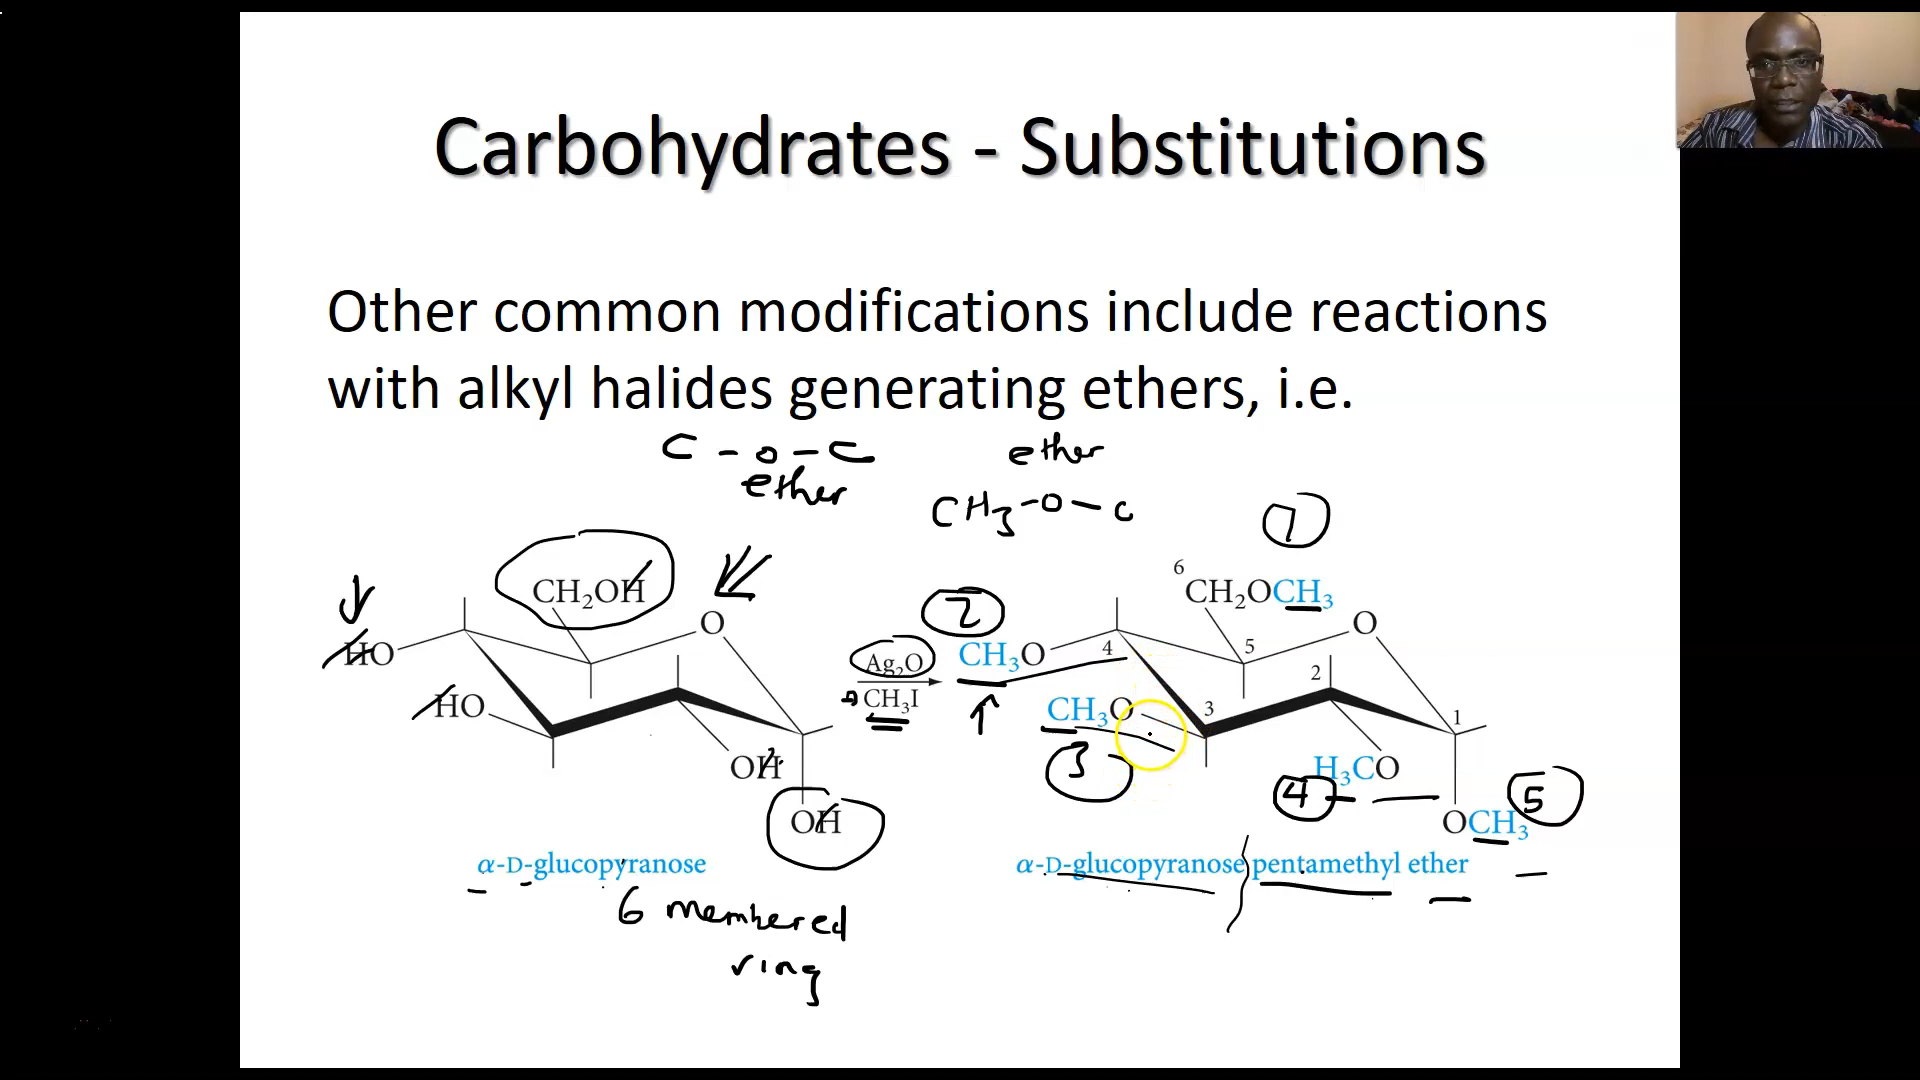 Carbohydrates - Substitutions
Other common modifications include reactions
with alkyl halides generating ethers, i.e.
C - O - C
ether
ether
CH3-O-C
1
CH2OH
O
HO
HO
OH
OH
α-D-glucopyranose
6 membered
ring
Ag2O
CH3I
2
6
CH2OCH3
O
CH3O
4
5
2
CH3O
3
1
3
H3CO
4
5
OCH3
α-D-glucopyranose pentamethyl ether